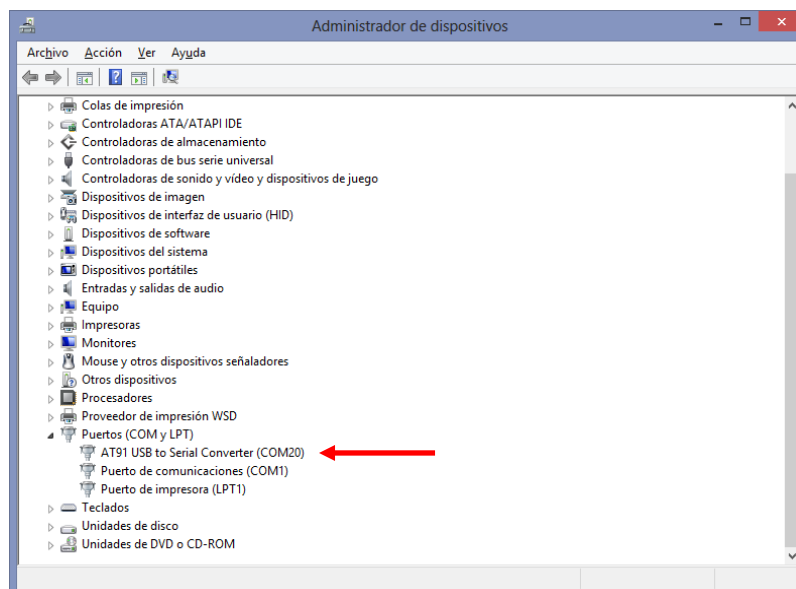 Administrador de dispositivos
Archivo Acción Ver Ayuda
Colas de impresión
Controladoras ATA/ATAPI IDE
Controladoras de almacenamiento
Controladoras de bus serie universal
Controladoras de sonido y vídeo y dispositivos de juego
Dispositivos de imagen
Dispositivos de interfaz de usuario (HID)
Dispositivos de software
Dispositivos del sistema
Dispositivos portátiles
Entradas y salidas de audio
Equipo
Impresoras
Monitores
Mouse y otros dispositivos señaladores
Otros dispositivos
Procesadores
Proveedor de impresión WSD
Puertos (COM y LPT)
AT91 USB to Serial Converter (COM20)
Puerto de comunicaciones (COM1)
Puerto de impresora (LPT1)
Teclados
Unidades de disco
Unidades de DVD o CD-ROM